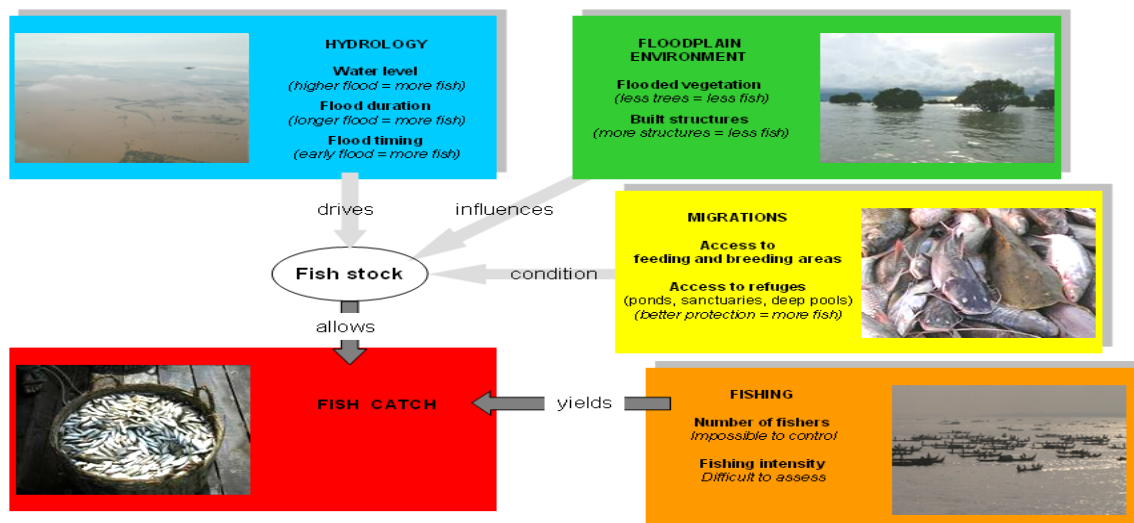 HYDROLOGY
Water level
(higher flood = more fish)
Flood duration
(longer flood = more fish)
Flood timing
(early flood = more fish)
FLOODPLAIN
ENVIRONMENT
Flooded vegetation
(less trees = less fish)
Built structures
(more structures = less fish)
drives
influences
MIGRATIONS
Access to
feeding and breeding areas
Access to refuges
(ponds, sanctuaries, deep pools)
(better protection = more fish)
Fish stock
condition
allows
FISH CATCH
yields
FISHING
Number of fishers
Impossible to control
Fishing intensity
Difficult to assess